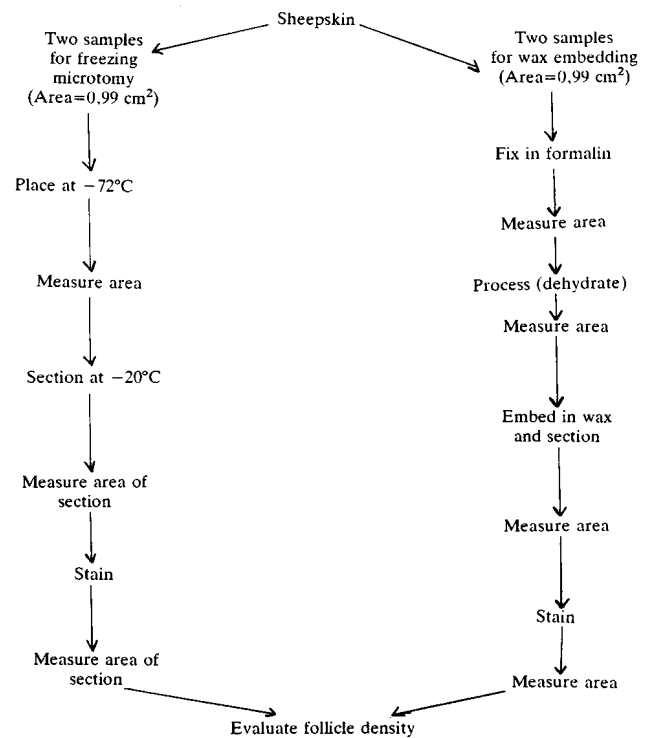 Sheepskin
Two samples
for freezing
microtomy
(Area=0,99 cm²)
Place at −72°C
Measure area
Section at −20°C
Measure area of
section
Stain
Measure area of
section
Two samples
for wax embedding
(Area=0,99 cm²)
Fix in formalin
Measure area
Process (dehydrate)
Measure area
Embed in wax
and section
Measure area
Stain
Measure area
Evaluate follicle density